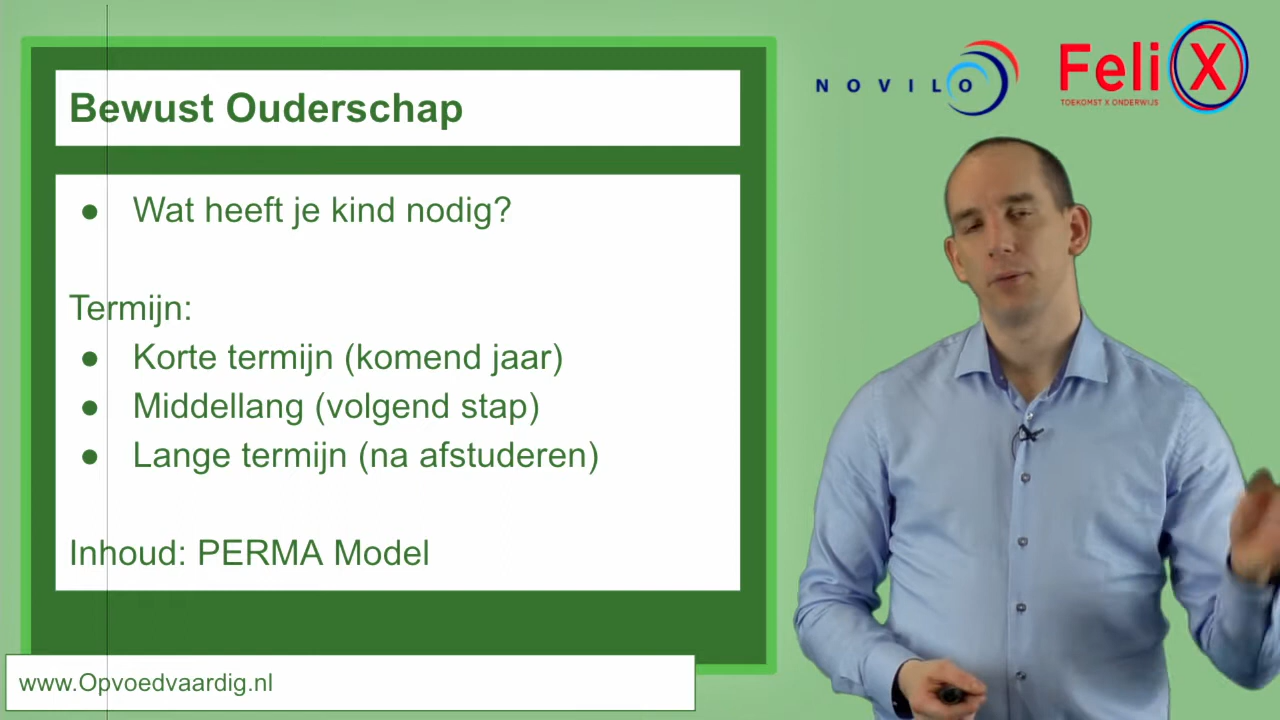 Bewust Ouderschap
● Wat heeft je kind nodig?
Termijn:
● Korte termijn (komend jaar)
● Middellang (volgend stap)
● Lange termijn (na afstuderen)
Inhoud: PERMA Model
www.Opvoedvaardig.nl
NOVILO
FeliX
TOEKOMST X ONDERWIJS